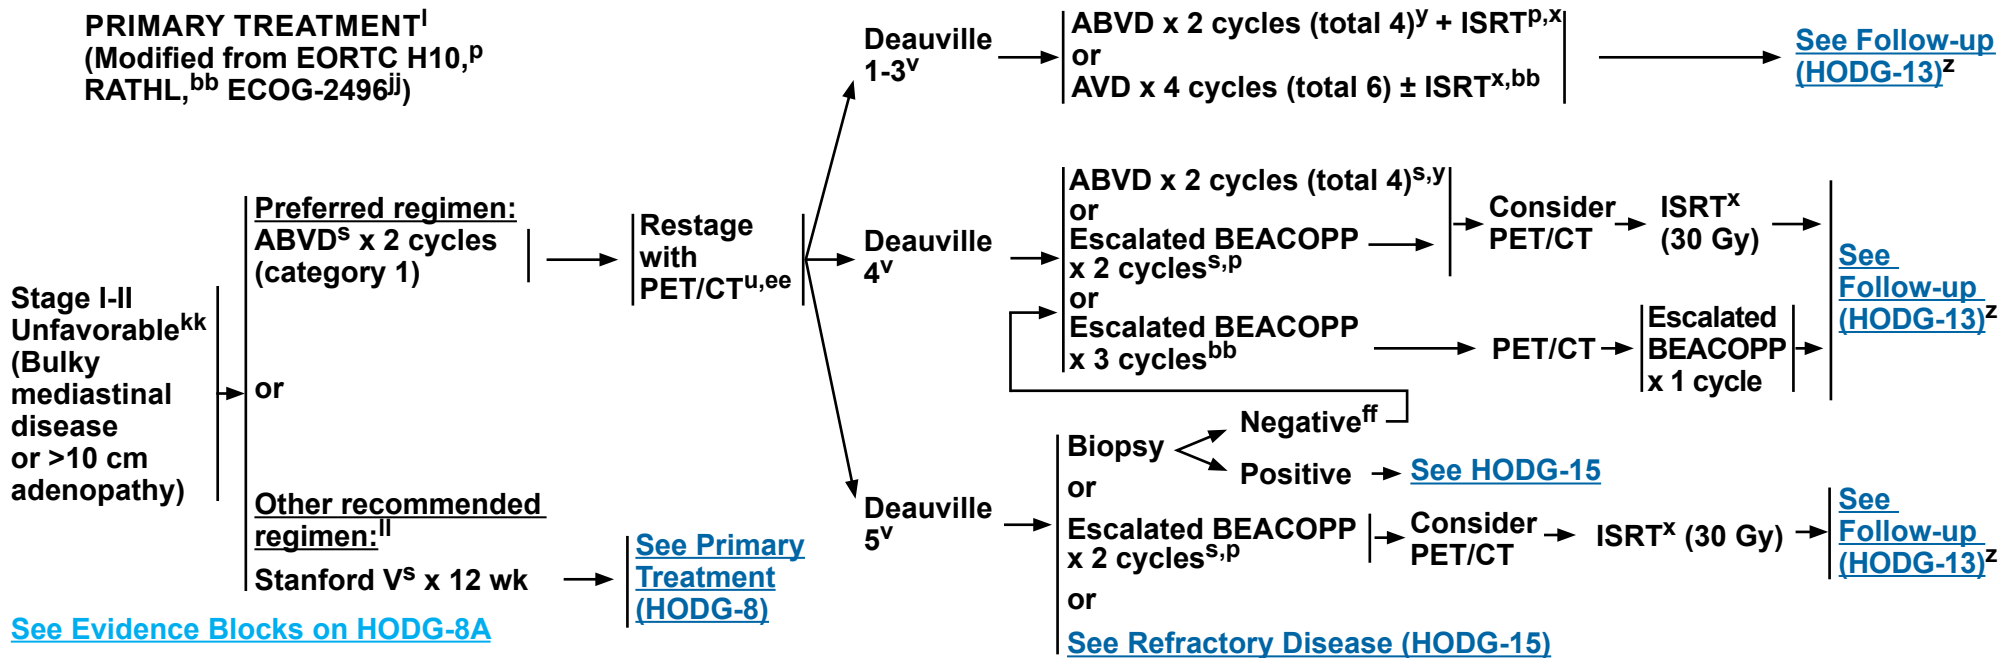 PRIMARY TREATMENTl
(Modified from EORTC H10,p
RATHL,bb ECOG-2496jj)
Stage I-II
Unfavorablekk
(Bulky
mediastinal
disease
or >10 cm
adenopathy)
Preferred regimen:
ABVDs x 2 cycles
(category 1)
or
Other recommended
regimen:ll
Stanford Vs x 12 wk
See Primary
Treatment
(HODG-8)
Restage
with
PET/CTu,ee
Deauville
1-3v
ABVD x 2 cycles (total 4)y + ISRTp,x
or
AVD x 4 cycles (total 6) ± ISRTx,bb
See Follow-up
(HODG-13)z
Deauville
4v
ABVD x 2 cycles (total 4)s,y
or
Escalated BEACOPP
x 2 cycless,p
or
Escalated BEACOPP
x 3 cyclesbb
Consider
PET/CT
ISRTx
(30 Gy)
PET/CT
Escalated
BEACOPP
x 1 cycle
See
Follow-up
(HODG-13)z
Deauville
5v
Biopsy
Negativeff
Positive
See HODG-15
or
Escalated BEACOPP
x 2 cycless,p
Consider
PET/CT
ISRTx (30 Gy)
See
Follow-up
(HODG-13)z
or
See Refractory Disease (HODG-15)
See Evidence Blocks on HODG-8A